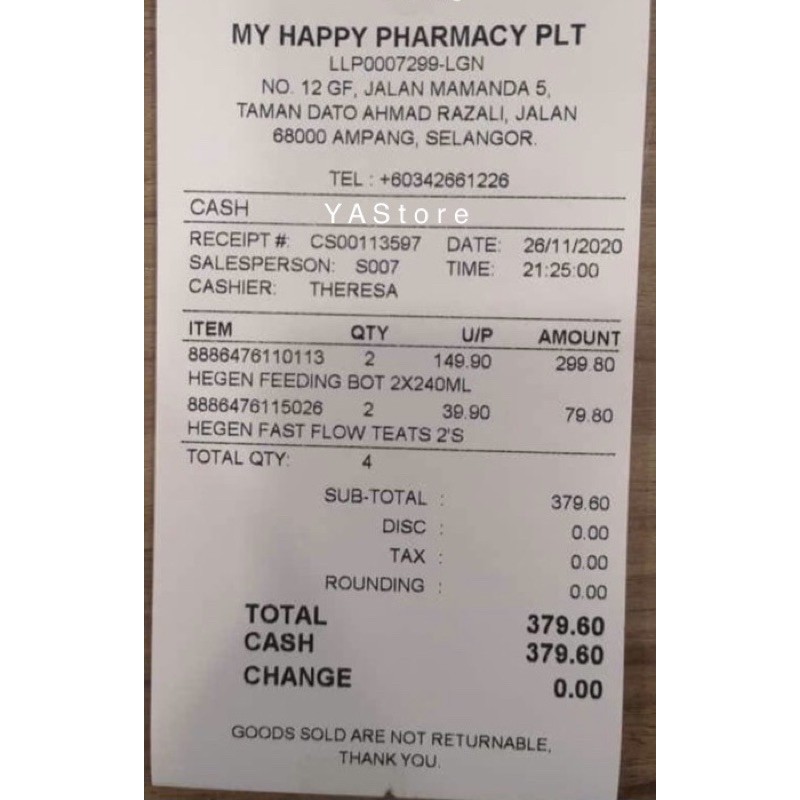 MY HAPPY PHARMACY PLT
LLP0007299-LGN
NO. 12 GF, JALAN MAMANDA 5,
TAMAN DATO AHMAD RAZALI, JALAN
68000 AMPANG, SELANGOR.
TEL : +60342661226
CASH
YAStore
RECEIPT #: CS00113597 DATE: 26/11/2020
SALESPERSON: S007 TIME: 21:25:00
CASHIER: THERESA
ITEM QTY U/P AMOUNT
8886476110113 2 149.90 299.80
HEGEN FEEDING BOT 2X240ML
8886476115026 2 39.90 79.80
HEGEN FAST FLOW TEATS 2'S
TOTAL QTY: 4
SUB-TOTAL : 379.60
DISC : 0.00
TAX : 0.00
ROUNDING : 0.00
TOTAL 379.60
CASH 379.60
CHANGE 0.00
GOODS SOLD ARE NOT RETURNABLE,
THANK YOU.